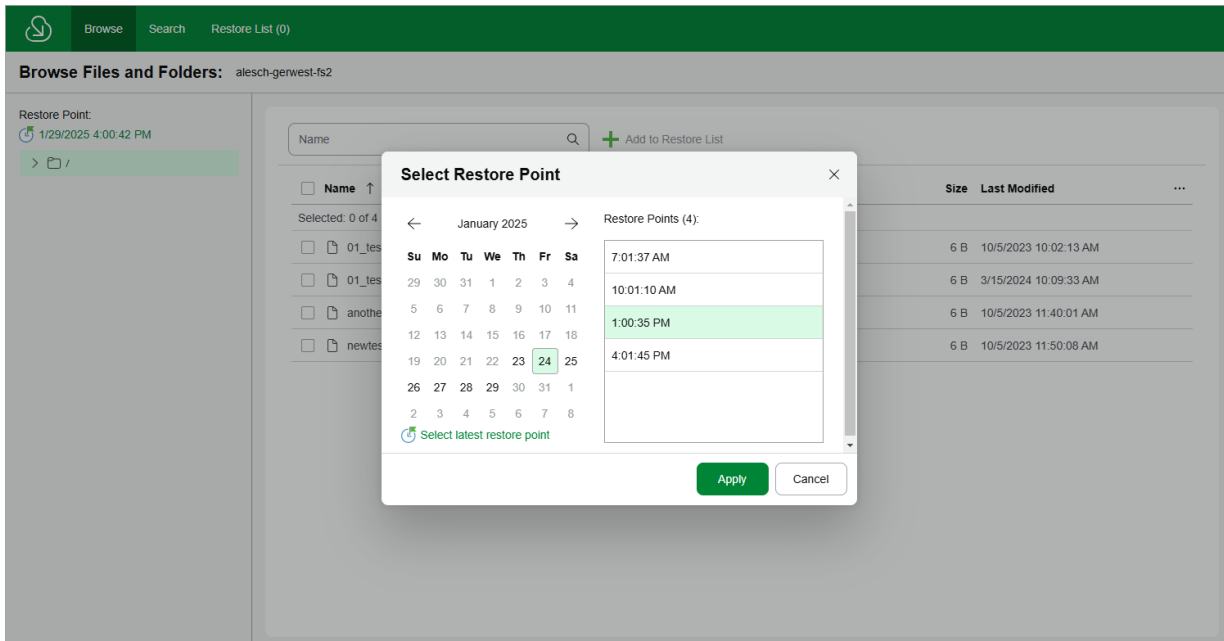 Browse Search Restore List (0)
Browse Files and Folders: alesch-gerwest-fs2
Restore Point:
1/29/2025 4:00:42 PM
/
Name
Add to Restore List
Name Size Last Modified ...
Selected: 0 of 4
01_tes 6 B 10/5/2023 10:02:13 AM
01_tes 6 B 3/15/2024 10:09:33 AM
anothe 6 B 10/5/2023 11:40:01 AM
newtes 6 B 10/5/2023 11:50:08 AM
Select Restore Point
January 2025
Su Mo Tu We Th Fr Sa
29 30 31 1 2 3 4
5 6 7 8 9 10 11
12 13 14 15 16 17 18
19 20 21 22 23 24 25
26 27 28 29 30 31 1
2 3 4 5 6 7 8
Select latest restore point
Restore Points (4):
7:01:37 AM
10:01:10 AM
1:00:35 PM
4:01:45 PM
Apply Cancel